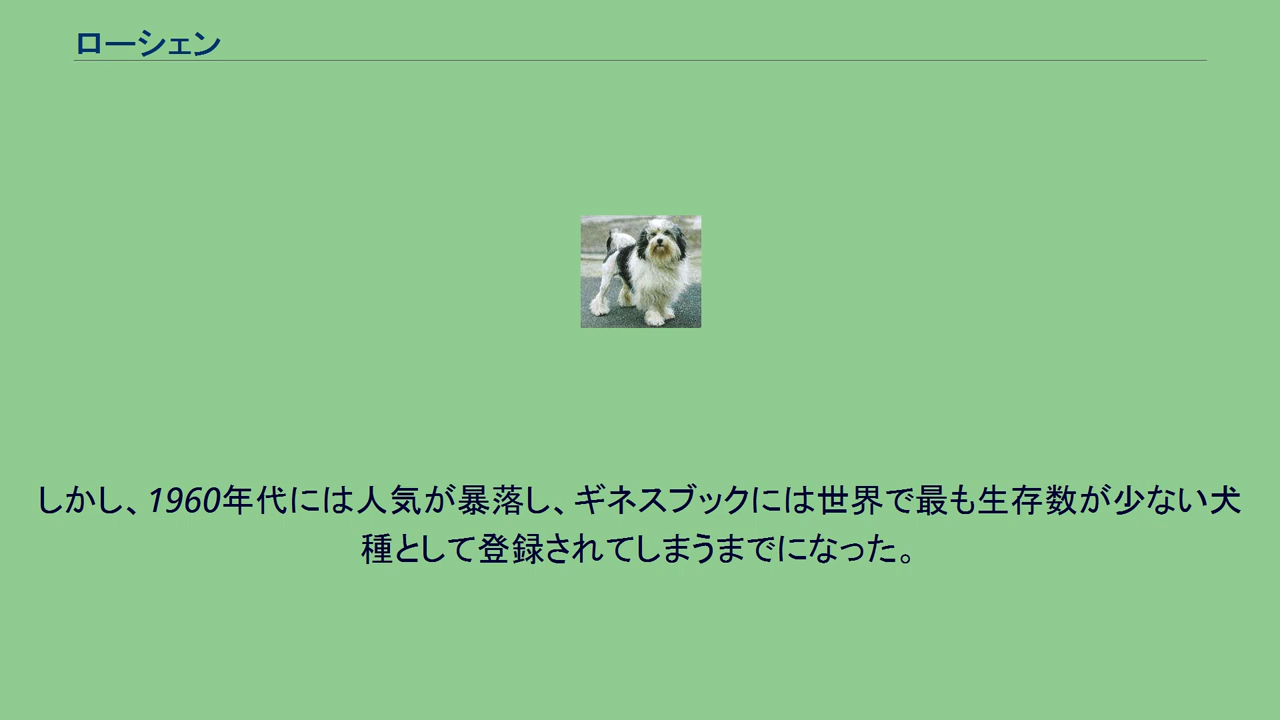 ローシェン
しかし、1960年代には人気が暴落し、ギネスブックには世界で最も生存数が少ない犬
種として登録されてしまうまでになった。